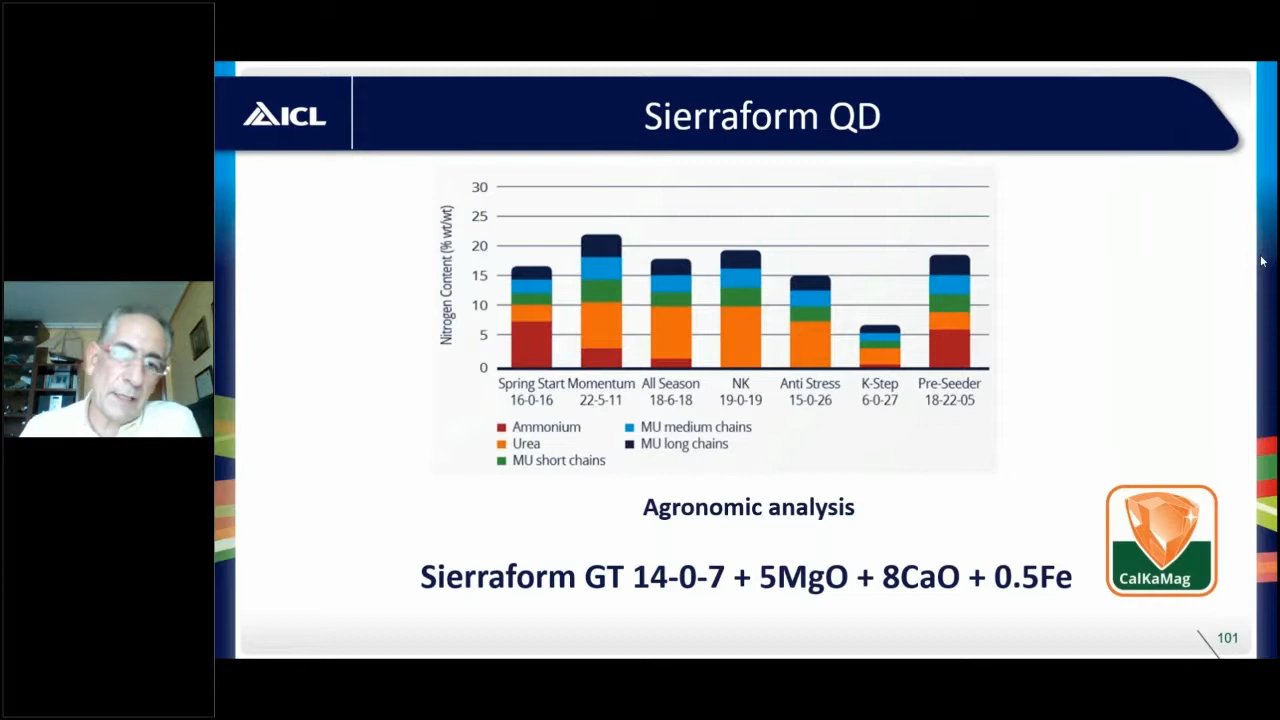 ICL
Sierraform QD
Nitrogen Content (% wt/wt)
30
25
20
15
10
5
0
Spring Start Momentum All Season NK Anti Stress K-Step Pre-Seeder
16-0-16 22-5-11 18-6-18 19-0-19 15-0-26 6-0-27 18-22-05
Ammonium MU medium chains
Urea MU long chains
MU short chains
Agronomic analysis
Sierraform GT 14-0-7 + 5MgO + 8CaO + 0.5Fe
CalKaMag
101